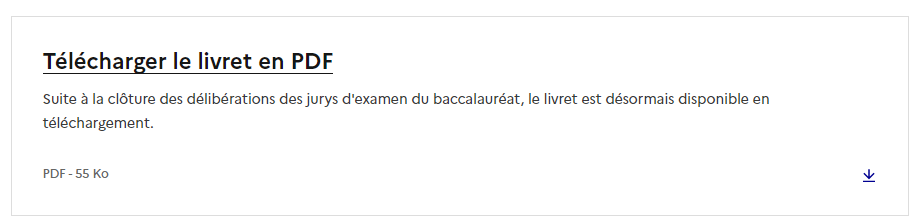 Télécharger le livret en PDF
Suite à la clôture des délibérations des jurys d'examen du baccalauréat, le livret est désormais disponible en
téléchargement.
PDF - 55 Ko